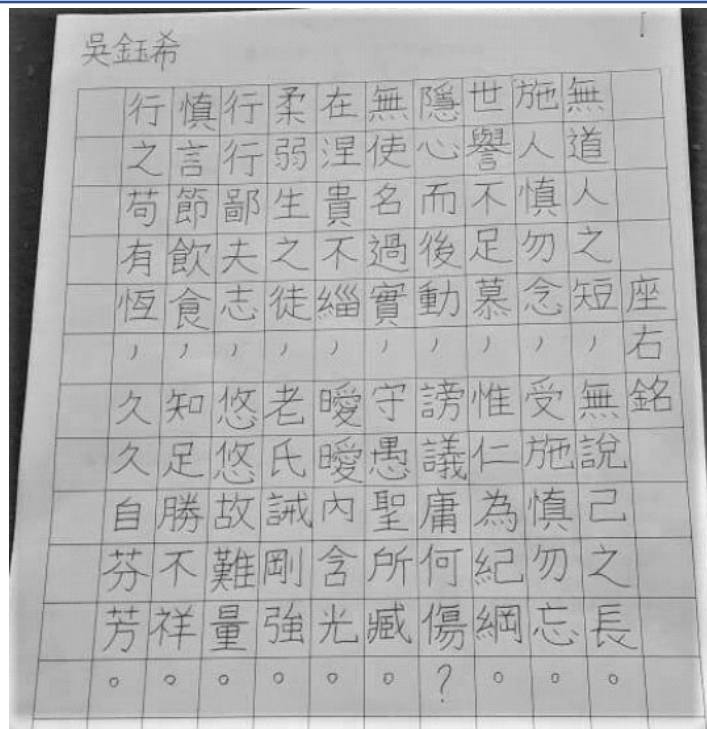 吳鈺希
座右銘
無道人之短，無說己之長。
施人慎勿念，受施慎勿忘。
世譽不足慕，惟仁為紀綱。
隱心而後動，謗議庸何傷？
無使名過實，守愚聖所臧。
在涅貴不緇，曖曖內含光。
柔弱生之徒，老氏誡剛強。
行行鄙夫志，悠悠故難量。
慎言節飲食，知足勝不祥。
行之苟有恆，久久自芬芳。